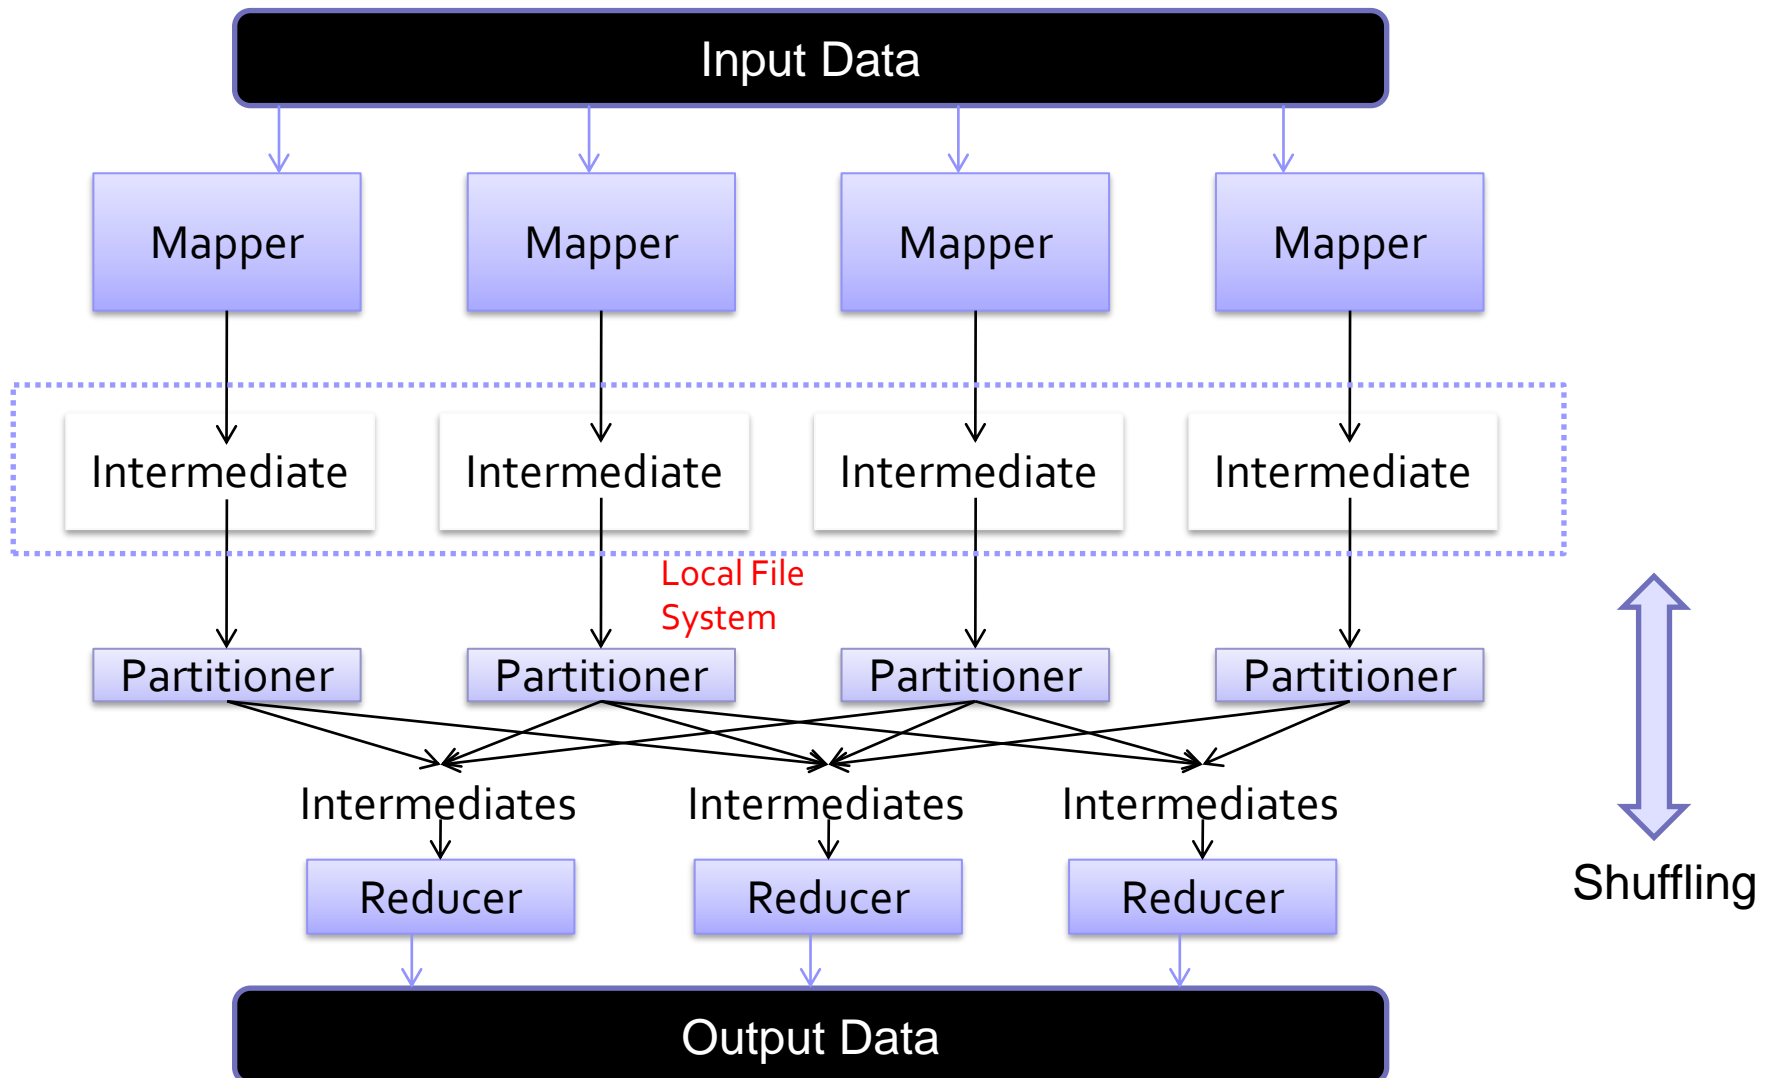 Input Data
Mapper Mapper Mapper Mapper
Intermediate Intermediate Intermediate Intermediate
Local File
System
Partitioner Partitioner Partitioner Partitioner
Intermediates Intermediates Intermediates
Reducer Reducer Reducer
Shuffling
Output Data